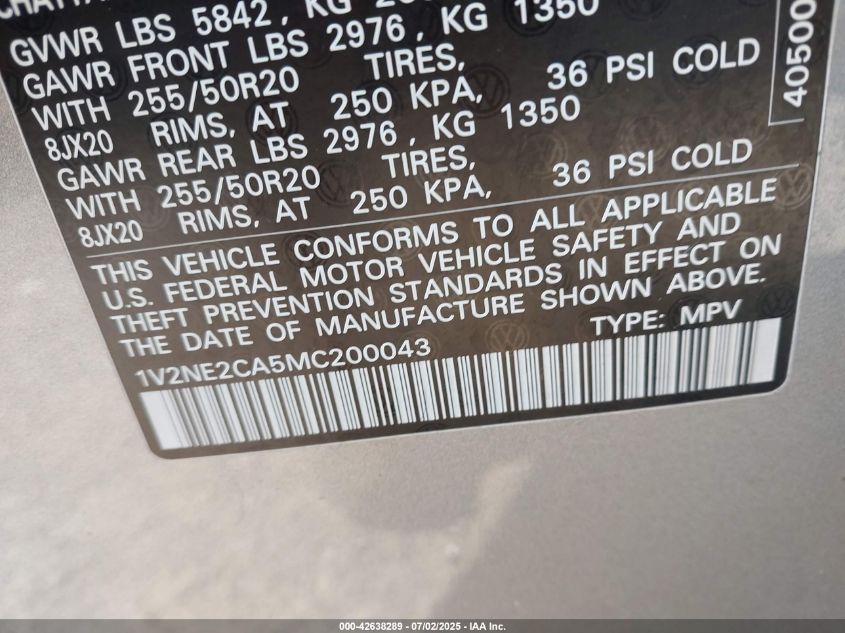 GVWR LBS 5842, KG
GAWR FRONT LBS 2976, KG 1350
WITH 255/50R20 TIRES,
8JX20 RIMS, AT 250 KPA, 36 PSI COLD
GAWR REAR LBS 2976, KG 1350
WITH 255/50R20 TIRES,
8JX20 RIMS, AT 250 KPA, 36 PSI COLD
40500
THIS VEHICLE CONFORMS TO ALL APPLICABLE
U.S. FEDERAL MOTOR VEHICLE SAFETY AND
THEFT PREVENTION STANDARDS IN EFFECT ON
THE DATE OF MANUFACTURE SHOWN ABOVE.
1V2NE2CA5MC200043 TYPE: MPV
000-42638289 - 07/02/2025 - IAA Inc.